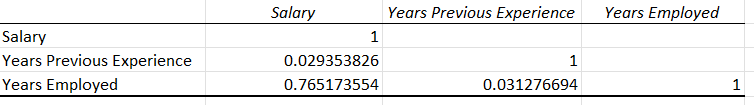 Salary Years Previous Experience Years Employed
Salary 1
Years Previous Experience 0.029353826 1
Years Employed 0.765173554 0.031276694 1